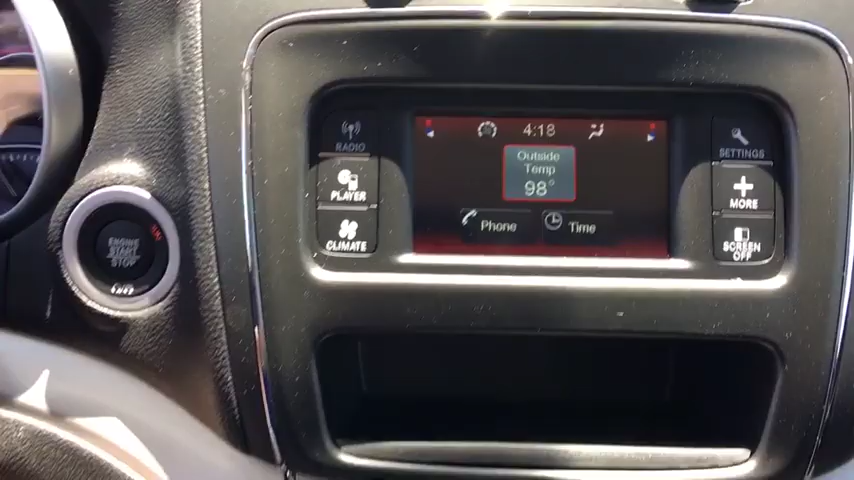 RADIO
PLAYER
CLIMATE
4:18
Outside
Temp
98°
Phone
Time
SETTINGS
MORE
SCREEN
OFF
ENGINE
START
STOP